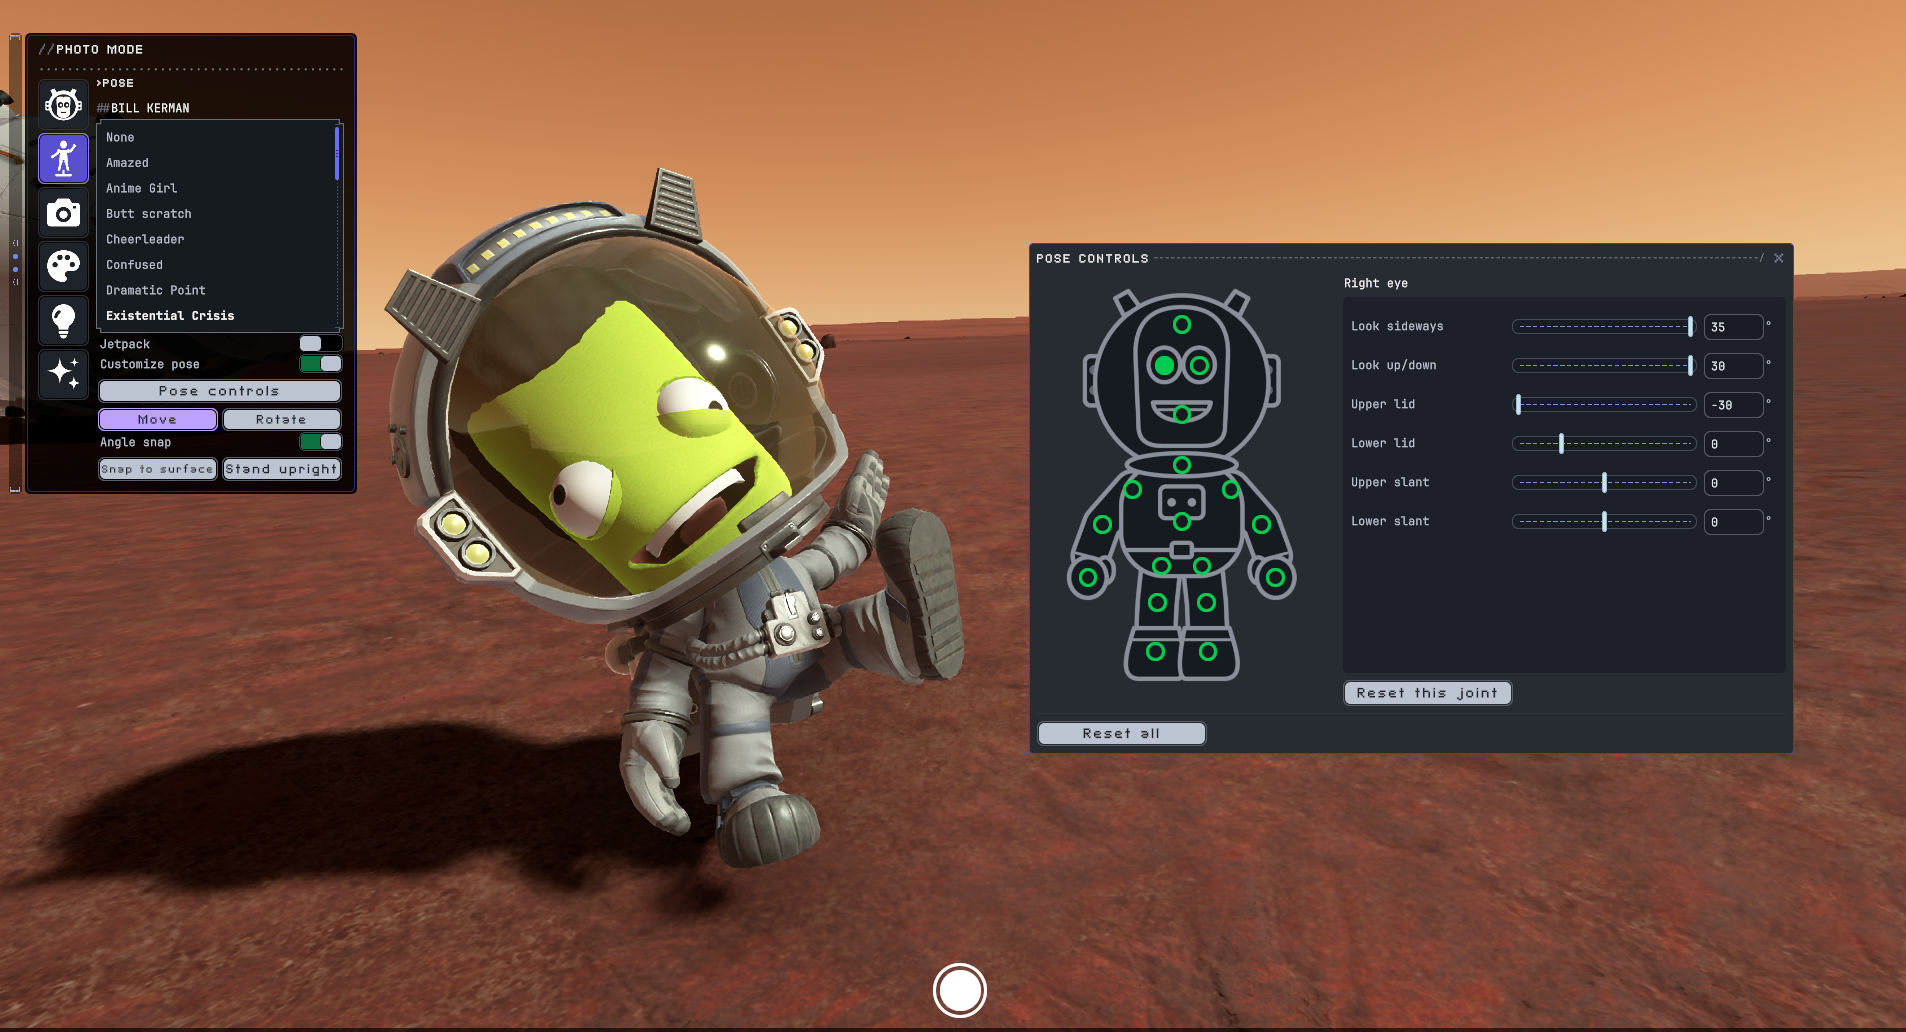 //PHOTO MODE
>POSE
##BILL KERMAN
None
Amazed
Anime Girl
Butt scratch
Cheerleader
Confused
Dramatic Point
Existential Crisis
Jetpack
Customize pose
Pose controls
Move
Rotate
Angle snap
Snap to surface
Stand upright
POSE CONTROLS
Right eye
Look sideways 35°
Look up/down 30°
Upper lid -30°
Lower lid 0°
Upper slant 0°
Lower slant 0°
Reset this joint
Reset all